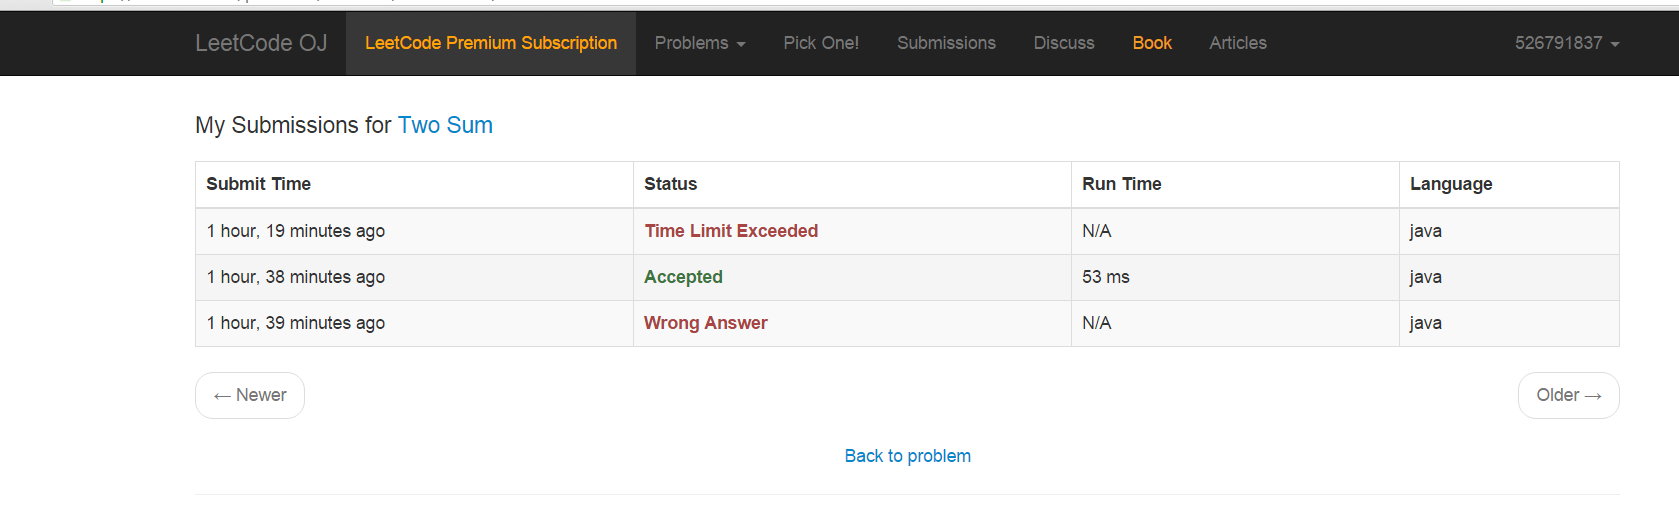 LeetCode OJ LeetCode Premium Subscription Problems Pick One! Submissions Discuss Book Articles 526791837
My Submissions for Two Sum
Submit Time Status Run Time Language
1 hour, 19 minutes ago Time Limit Exceeded N/A java
1 hour, 38 minutes ago Accepted 53 ms java
1 hour, 39 minutes ago Wrong Answer N/A java
← Newer Older →
Back to problem